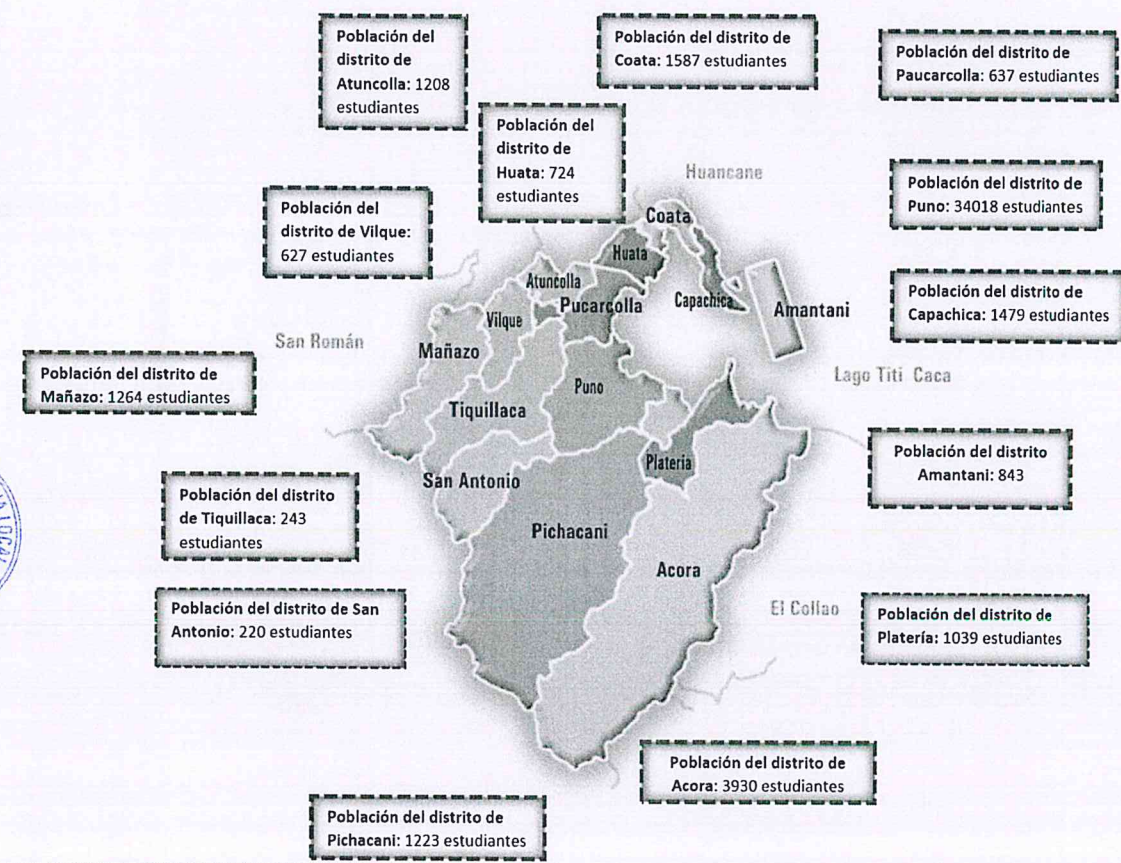 Población del
distrito de
Atuncolla: 1208
estudiantes
Población del distrito de
Coata: 1587 estudiantes
Población del distrito de
Paucarcolla: 637 estudiantes
Población del
distrito de
Huata: 724
estudiantes
Huancane
Población del distrito de
Puno: 34018 estudiantes
Población del
distrito de Vilque:
627 estudiantes
Coata
Huata
Atuncolla
Pucarcolla
Capachica
Amantani
Población del distrito de
Capachica: 1479 estudiantes
Vilque
San Román
Mañazo
Lago Titi Caca
Población del distrito de
Mañazo: 1264 estudiantes
Puno
Tiquillaca
Población del distrito
Amantani: 843
Plateria
San Antonio
Población del distrito
de Tiquillaca: 243
estudiantes
Pichacani
Acora
Población del distrito de San
Antonio: 220 estudiantes
El Collao
Población del distrito de
Platería: 1039 estudiantes
Población del distrito de
Acora: 3930 estudiantes
Población del distrito de
Pichacani: 1223 estudiantes